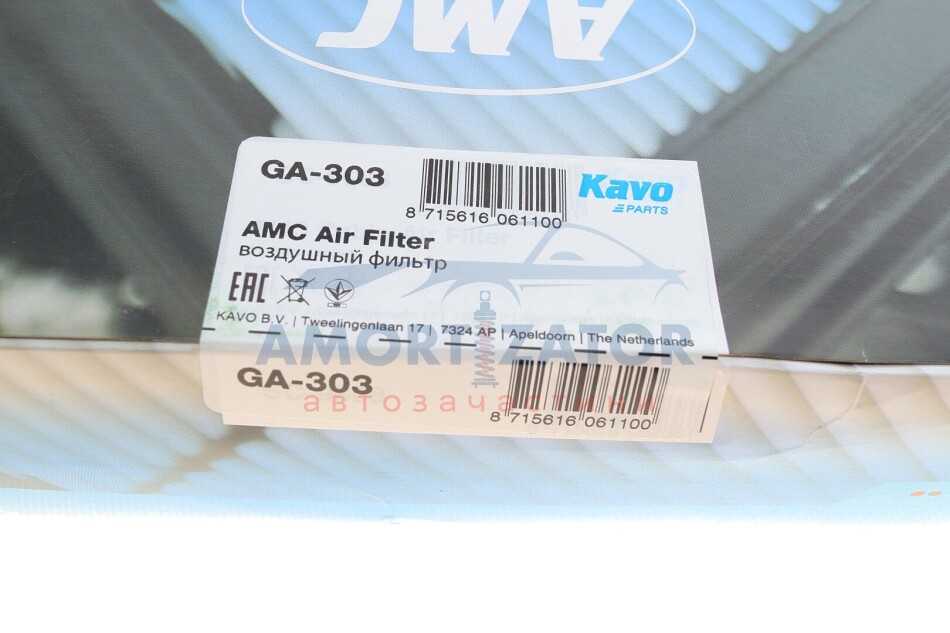 AMC
GA-303
8 715616 061100
Kavo
PARTS
AMC Air Filter
воздушный фильтр
EAC
KAVO B.V. | Tweelingenlaan 17 | 7324 AP | Apeldoorn | The Netherlands
AMORTIZATOR
автозачастини
GA-303
8 715616 061100